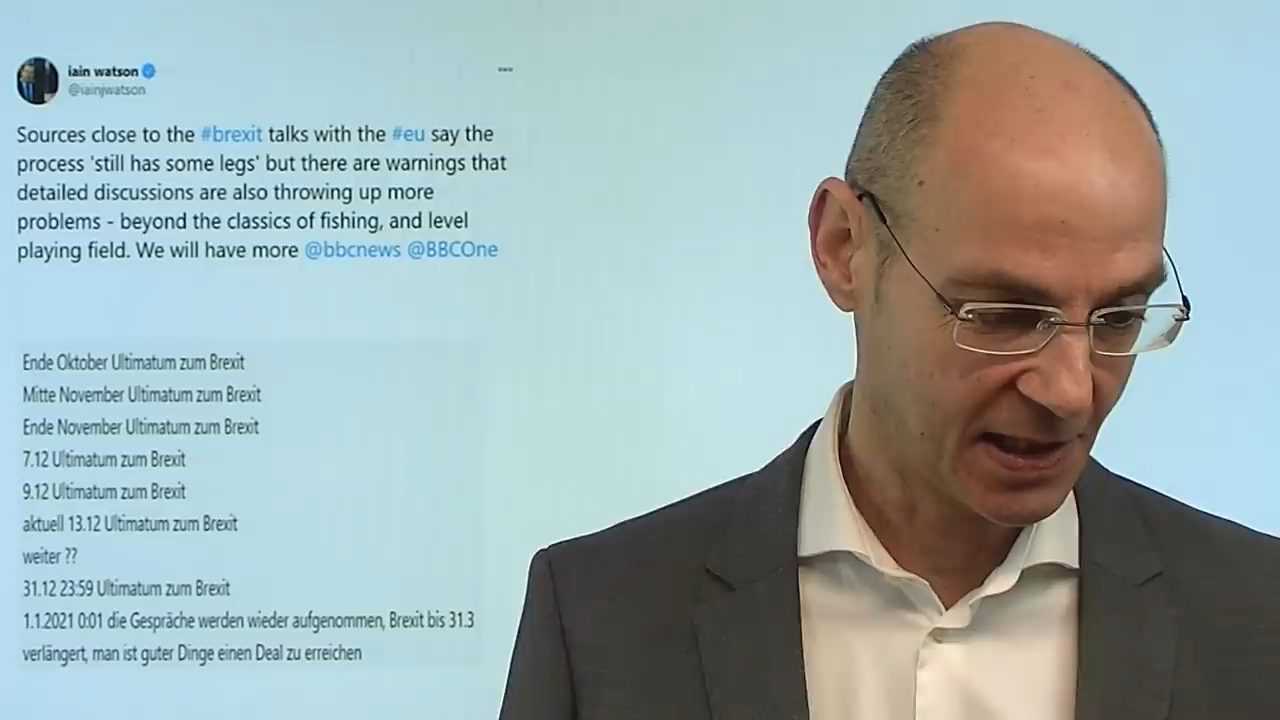 iain watson
@iainjwatson
Sources close to the #brexit talks with the #eu say the
process 'still has some legs' but there are warnings that
detailed discussions are also throwing up more
problems - beyond the classics of fishing, and level
playing field. We will have more @bbcnews @BBCOne
Ende Oktober Ultimatum zum Brexit
Mitte November Ultimatum zum Brexit
Ende November Ultimatum zum Brexit
7.12 Ultimatum zum Brexit
9.12 Ultimatum zum Brexit
aktuell 13.12 Ultimatum zum Brexit
weiter ??
31.12 23:59 Ultimatum zum Brexit
1.1.2021 0:01 die Gespräche werden wieder aufgenommen, Brexit bis 31.3
verlängert, man ist guter Dinge einen Deal zu erreichen